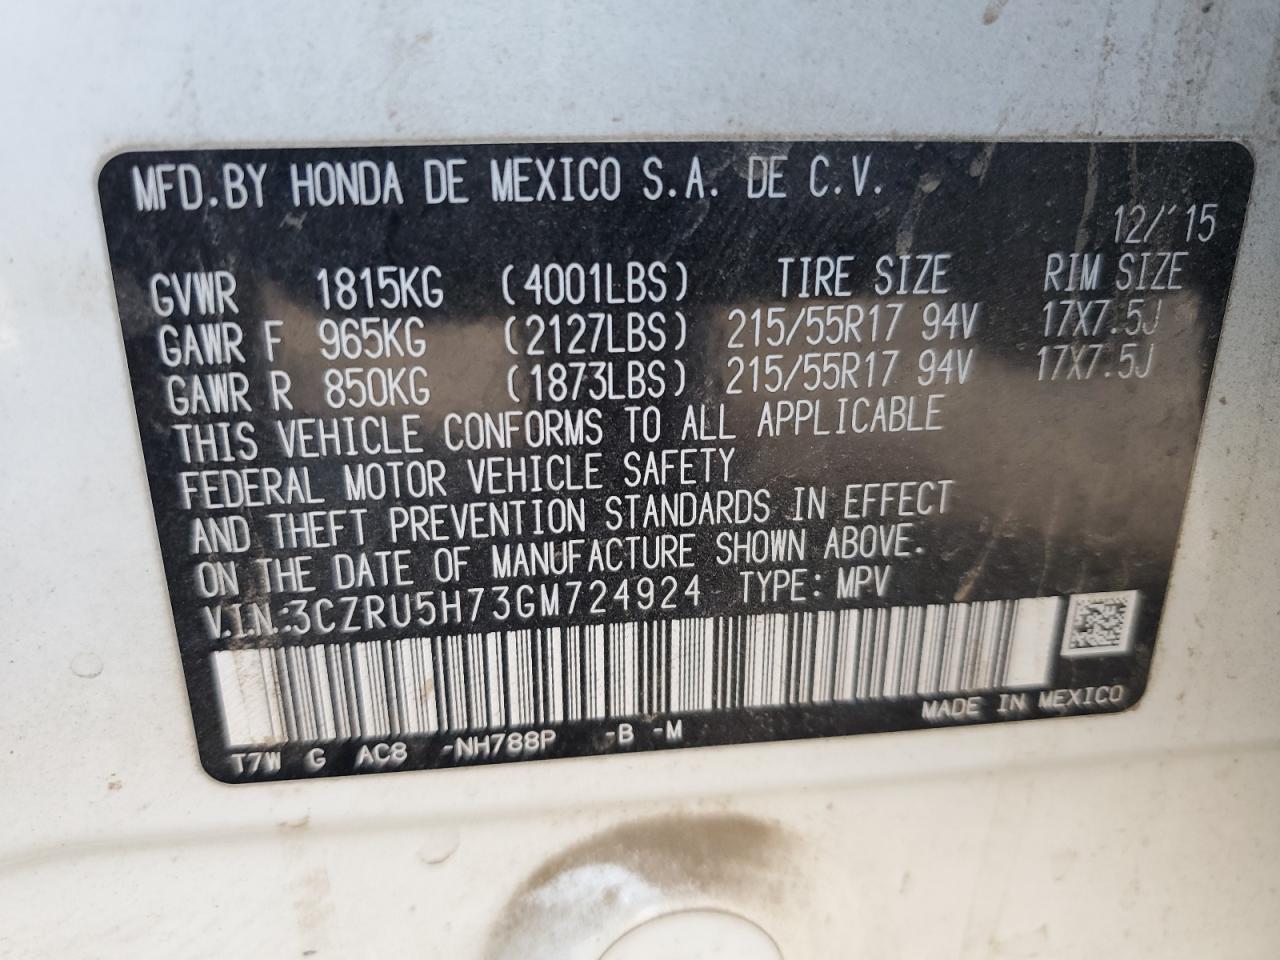 MFD.BY HONDA DE MEXICO S.A. DE C.V.
12/'15
GVWR 1815KG (4001LBS) TIRE SIZE RIM SIZE
GAWR F 965KG (2127LBS) 215/55R17 94V 17X7.5J
GAWR R 850KG (1873LBS) 215/55R17 94V 17X7.5J
THIS VEHICLE CONFORMS TO ALL APPLICABLE
FEDERAL MOTOR VEHICLE SAFETY
AND THEFT PREVENTION STANDARDS IN EFFECT
ON THE DATE OF MANUFACTURE SHOWN ABOVE.
V.I.N.:3CZRU5H73GM724924 TYPE: MPV
MADE IN MEXICO
T7W G AC8 -NH788P -B -M